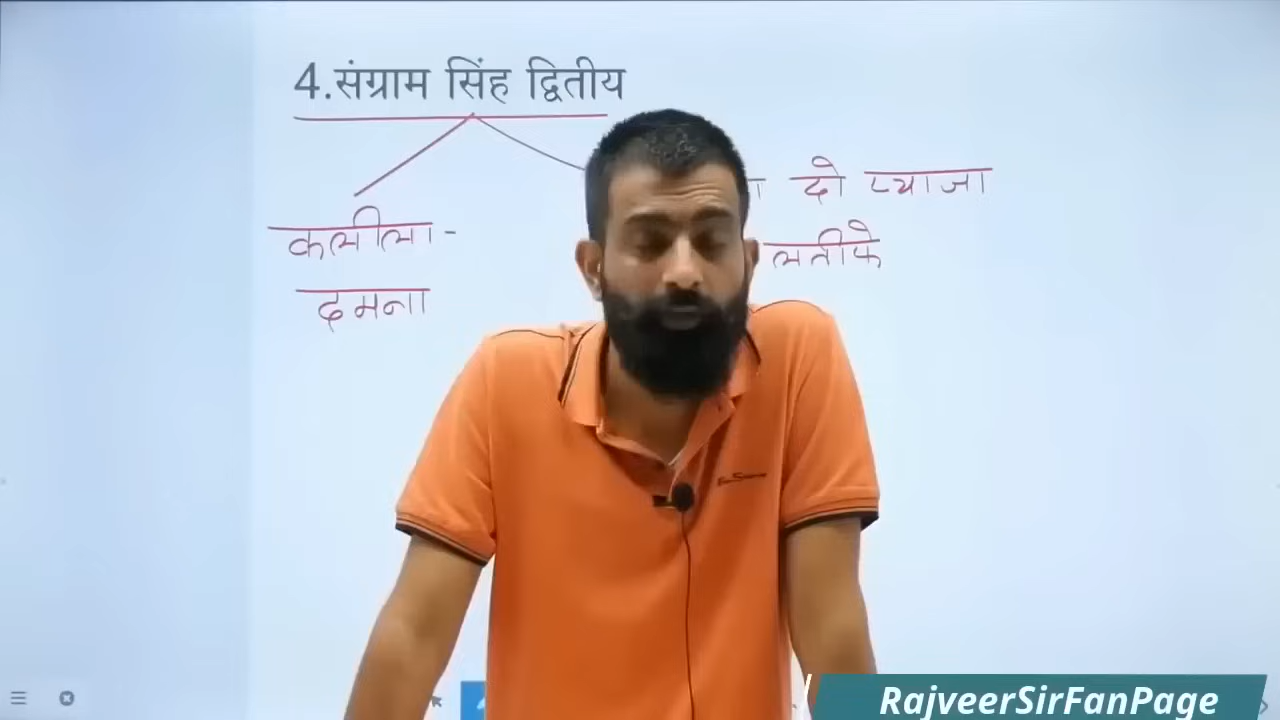 4.संग्राम सिंह द्वितीय
दो प्याजा
कलीला-
लतीफे
दमना
RajveerSirFanPage